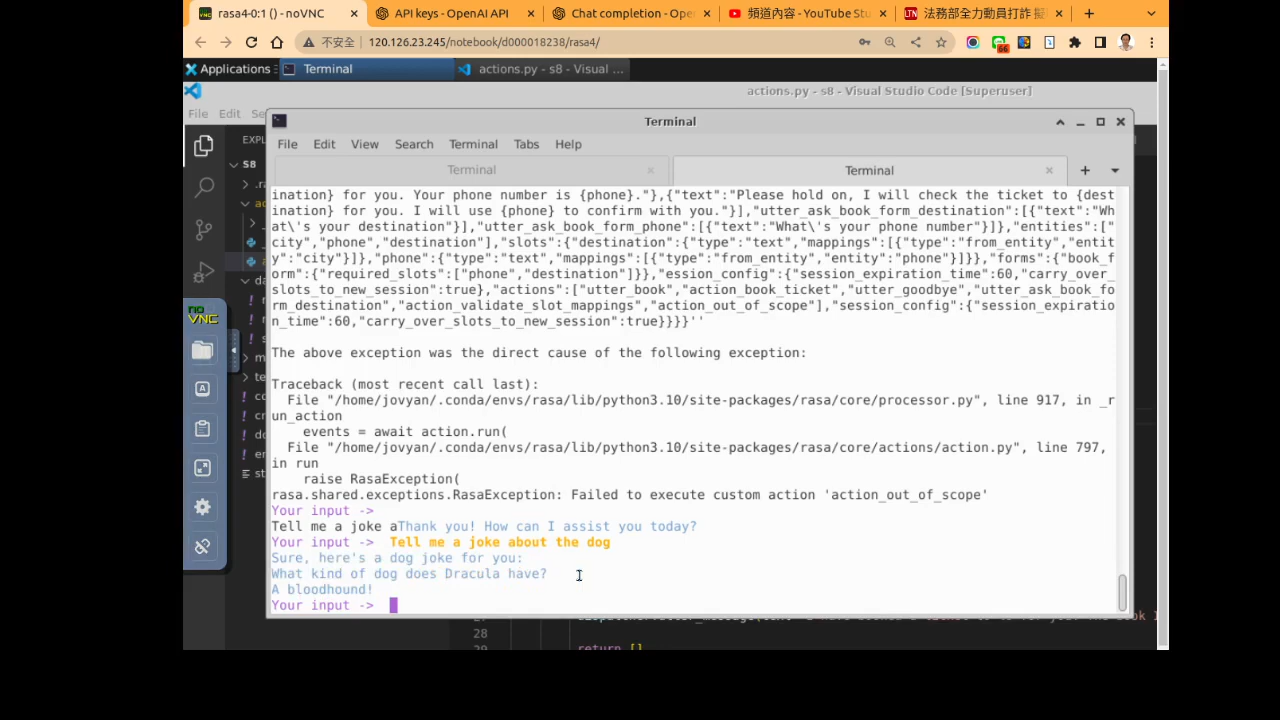 rasa4-0:1 () - noVNC
API keys - OpenAI API
Chat completion - Ope
頻道內容 - YouTube Stu
法務部全力動員打詐 擬
不安全
120.126.23.245/notebook/d000018238/rasa4/
66
Applications
Terminal
actions.py - s8 - Visual ...
actions.py - s8 - Visual Studio Code [Superuser]
File Edit Se
Terminal
EXPL
File Edit View Search Terminal Tabs Help
S8
Terminal
Terminal
ination} for you. Your phone number is {phone}."},{"text":"Please hold on, I will check the ticket to {dest
ination} for you. I will use {phone} to confirm with you."}],"utter_ask_book_form_destination":[{"text":"Wh
at\'s your destination"}],"utter_ask_book_form_phone":[{"text":"What\'s your phone number"}]},"entities":["
city","phone","destination"],"slots":{"destination":{"type":"text","mappings":[{"type":"from_entity","entit
y":"city"}]},"phone":{"type":"text","mappings":[{"type":"from_entity","entity":"phone"}]}},"forms":{"book_f
orm":{"required_slots":["phone","destination"]}},"ession_config":{"session_expiration_time":60,"carry_over_
slots_to_new_session":true},"actions":["utter_book","action_book_ticket","utter_goodbye","utter_ask_book_fo
rm_destination","action_validate_slot_mappings","action_out_of_scope"],"session_config":{"session_expiratio
n_time":60,"carry_over_slots_to_new_session":true}}}}''
The above exception was the direct cause of the following exception:
Traceback (most recent call last):
File "/home/jovyan/.conda/envs/rasa/lib/python3.10/site-packages/rasa/core/processor.py", line 917, in _r
un_action
events = await action.run(
File "/home/jovyan/.conda/envs/rasa/lib/python3.10/site-packages/rasa/core/actions/action.py", line 797,
in run
raise RasaException(
rasa.shared.exceptions.RasaException: Failed to execute custom action 'action_out_of_scope'
Your input ->
Tell me a joke aThank you! How can I assist you today?
Your input -> Tell me a joke about the dog
Sure, here's a dog joke for you:
What kind of dog does Dracula have?
A bloodhound!
Your input ->
no
VNC
28
return []